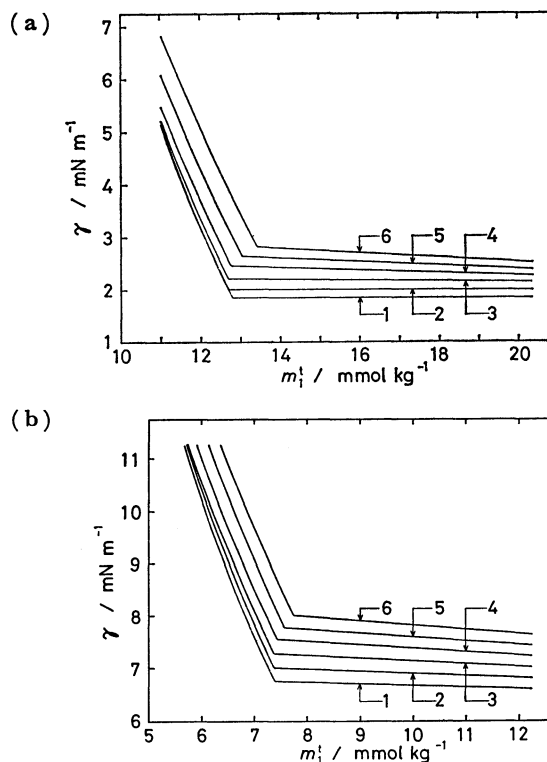 (a)
7
6
5
4
3
2
1
γ / mN m⁻¹
6 5 4
1 2 3
10 12 14 16 18 20
m₁ᵗ / mmol kg⁻¹
(b)
11
10
9
8
7
6
γ / mN m⁻¹
6 5 4
1 2 3
5 6 7 8 9 10 11 12
m₁ᵗ / mmol kg⁻¹